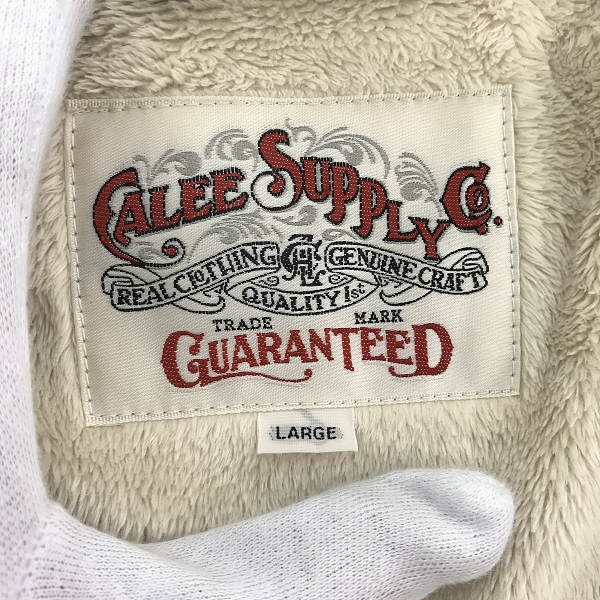 CALEE SUPPLY CO.
REAL CLOTHING GENUINE CRAFT
QUALITY 1st
TRADE MARK
GUARANTEED
LARGE